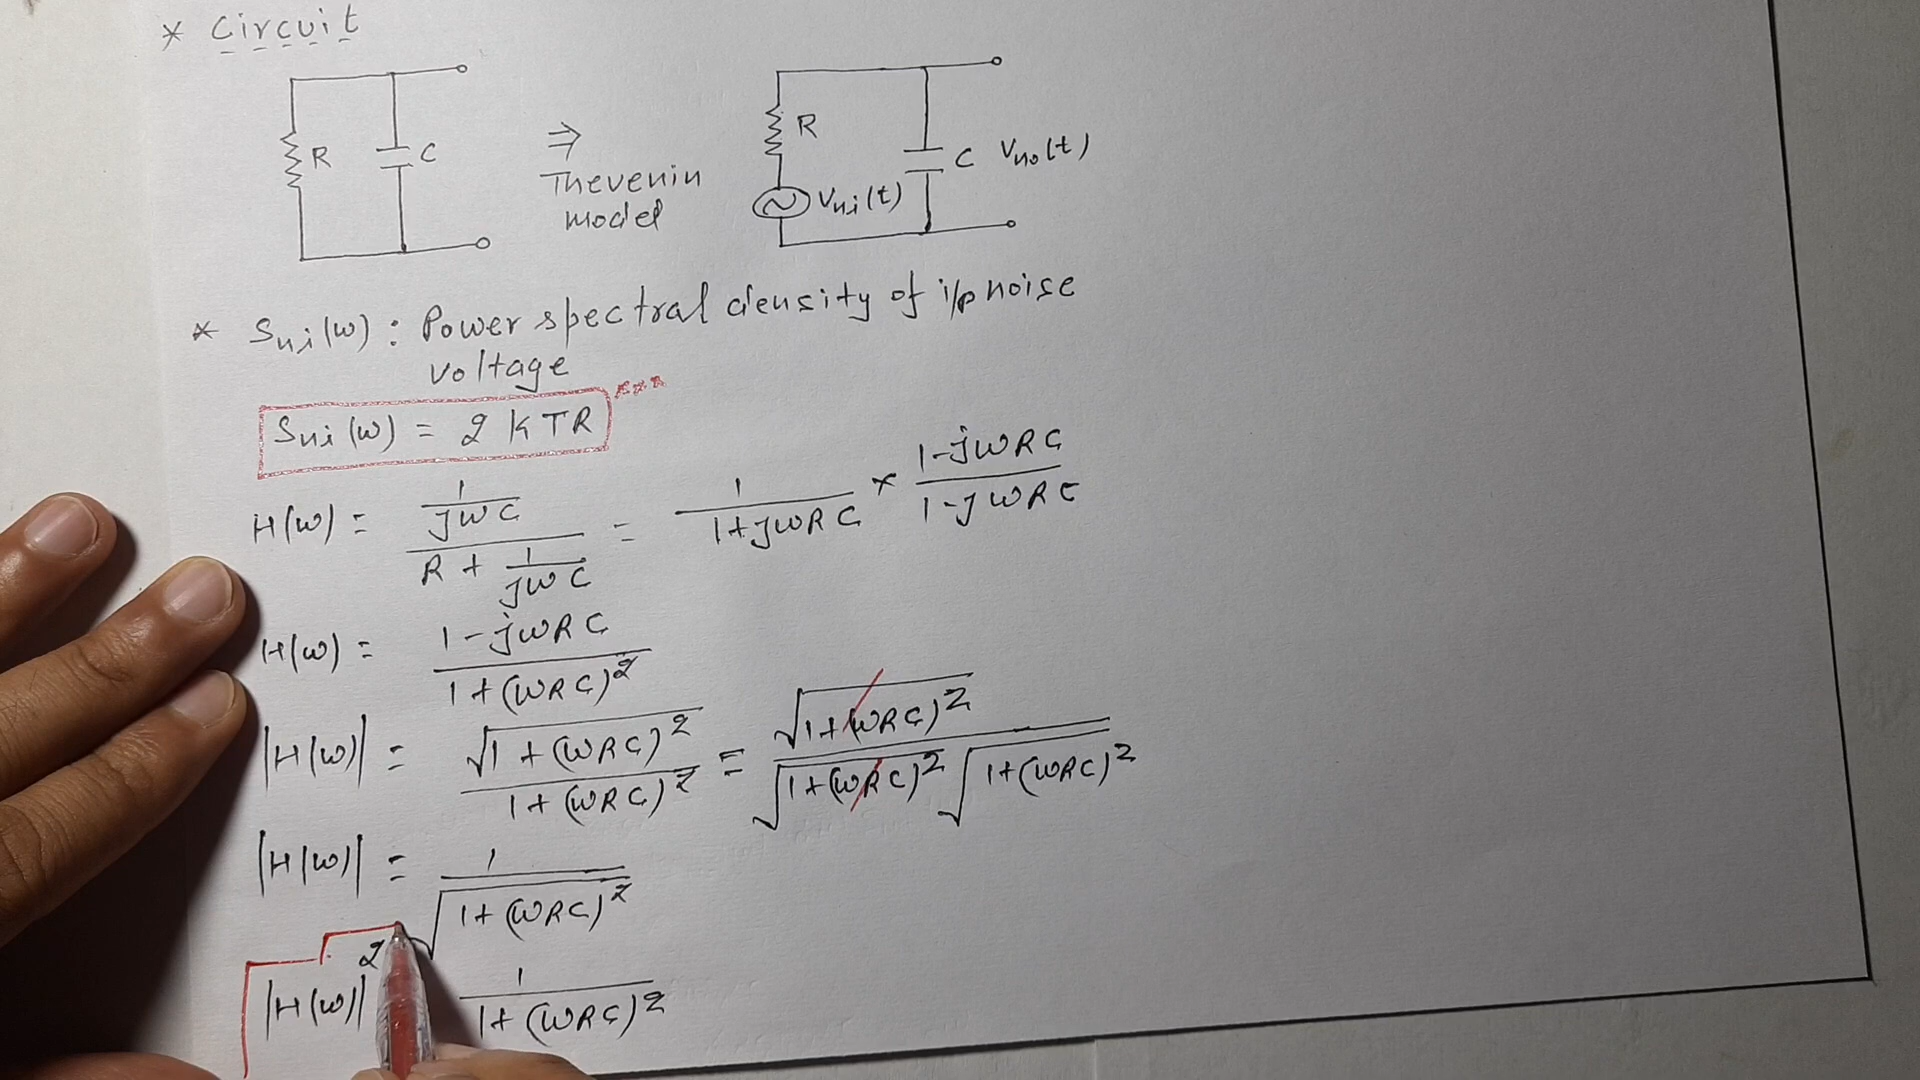 * Circuit
R C
⇒ Thevenin model
R Vni(t) C Vno(t)
* Sni(ω) : Power spectral density of i/p noise
voltage
Sni(ω) = 2 KTR ***
H(ω) = (1/jωC) / (R + 1/jωC) = 1/(1+jωRC) × (1-jωRC)/(1-jωRC)
H(ω) = (1-jωRC) / (1+(ωRC)²)
|H(ω)| = √(1+(ωRC)²) / (1+(ωRC)²) = √(1+(ωRC)²) / (√(1+(ωRC)²) √(1+(ωRC)²))
|H(ω)| = 1 / √(1+(ωRC)²)
|H(ω)|² 1 / (1+(ωRC)²)